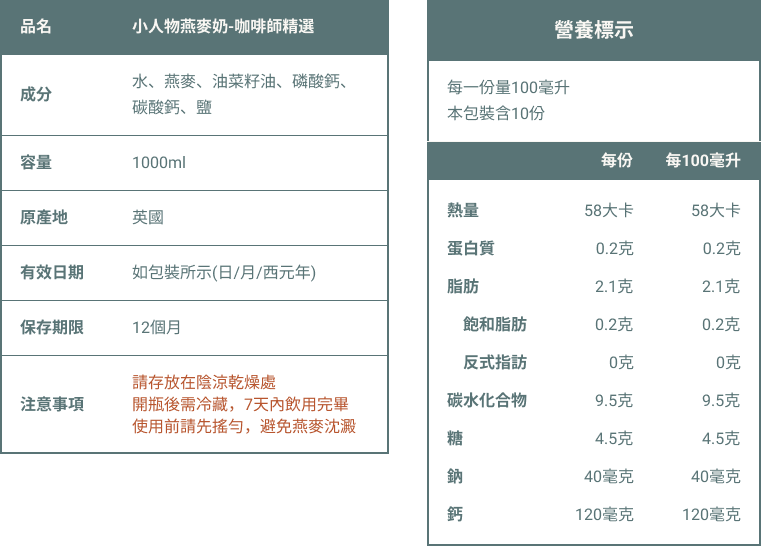 品名 小人物燕麥奶-咖啡師精選
成分 水、燕麥、油菜籽油、磷酸鈣、
碳酸鈣、鹽
容量 1000ml
原產地 英國
有效日期 如包裝所示(日/月/西元年)
保存期限 12個月
注意事項 請存放在陰涼乾燥處
開瓶後需冷藏，7天內飲用完畢
使用前請先搖勻，避免燕麥沈澱
營養標示
每一份量100毫升
本包裝含10份
每份 每100毫升
熱量 58大卡 58大卡
蛋白質 0.2克 0.2克
脂肪 2.1克 2.1克
飽和脂肪 0.2克 0.2克
反式指訪 0克 0克
碳水化合物 9.5克 9.5克
糖 4.5克 4.5克
鈉 40毫克 40毫克
鈣 120毫克 120毫克